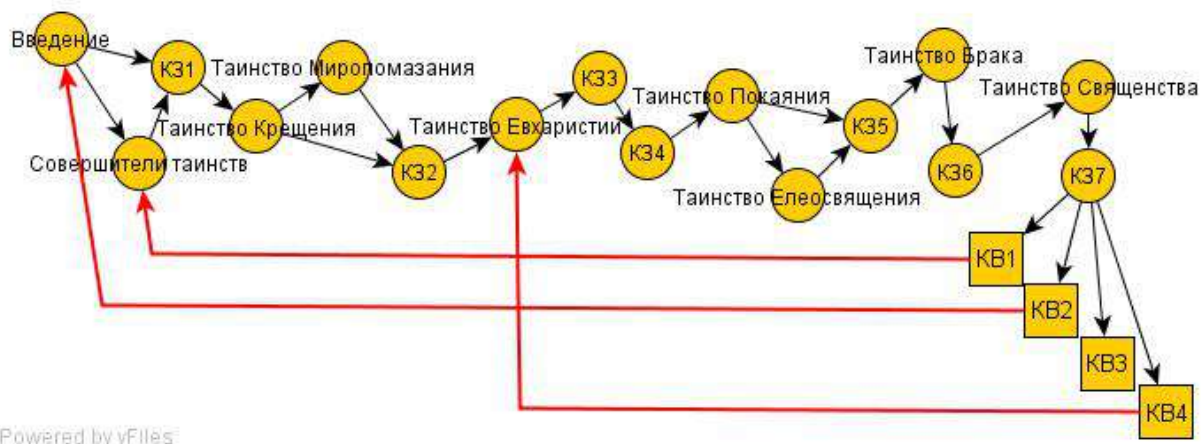 Введение
КЗ1
Совершители таинств
Таинство Крещения
Таинство Миропомазания
КЗ2
Таинство Евхаристии
КЗ3
КЗ4
Таинство Покаяния
Таинство Елеосвящения
КЗ5
Таинство Брака
КЗ6
Таинство Священства
КЗ7
КВ1
КВ2
КВ3
КВ4
Powered by yFiles